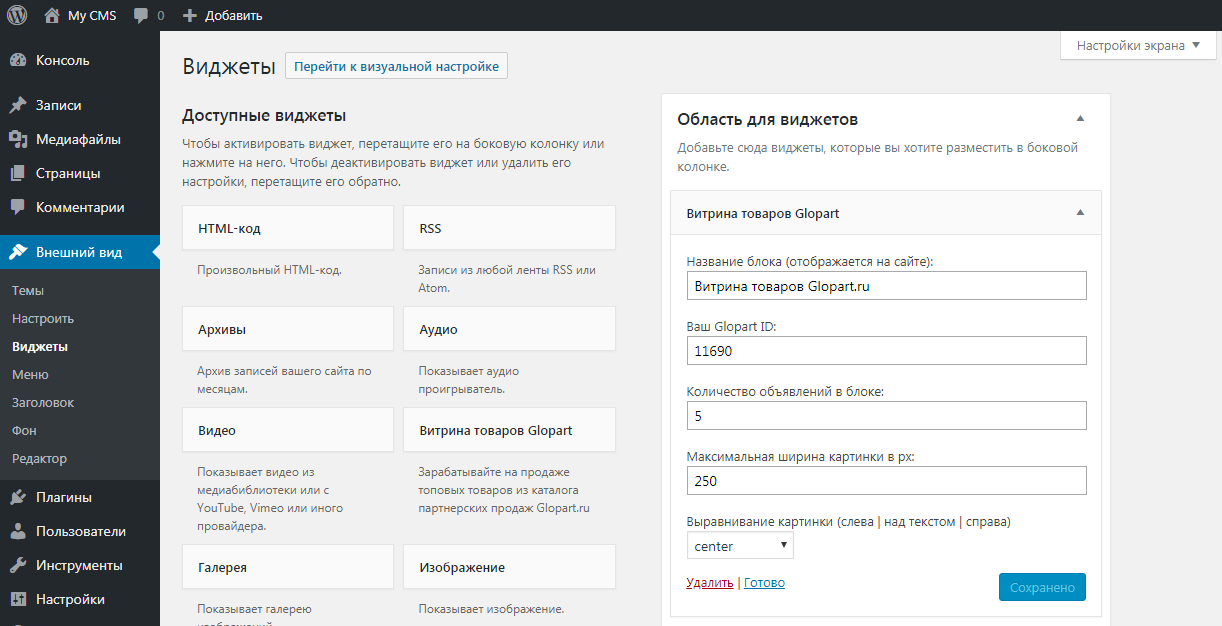 My CMS 0 Добавить
Настройки экрана ▼
Консоль
Записи
Медиафайлы
Страницы
Комментарии
Внешний вид
Темы
Настроить
Виджеты
Меню
Заголовок
Фон
Редактор
Плагины
Пользователи
Инструменты
Настройки
Виджеты Перейти к визуальной настройке
Доступные виджеты
Чтобы активировать виджет, перетащите его на боковую колонку или
нажмите на него. Чтобы деактивировать виджет или удалить его
настройки, перетащите его обратно.
HTML-код
Произвольный HTML-код.
RSS
Записи из любой ленты RSS или
Atom.
Архивы
Архив записей вашего сайта по
месяцам.
Аудио
Показывает аудио
проигрыватель.
Видео
Показывает видео из
медиабиблиотеки или с
YouTube, Vimeo или иного
провайдера.
Витрина товаров Glopart
Зарабатывайте на продаже
топовых товаров из каталога
партнерских продаж Glopart.ru
Галерея
Показывает галерею
изображений.
Изображение
Показывает изображение.
Область для виджетов
Добавьте сюда виджеты, которые вы хотите разместить в боковой
колонке.
Витрина товаров Glopart
Название блока (отображается на сайте):
Витрина товаров Glopart.ru
Ваш Glopart ID:
11690
Количество объявлений в блоке:
5
Максимальная ширина картинки в px:
250
Выравнивание картинки (слева | над текстом | справа)
center
Удалить | Готово
Сохранено